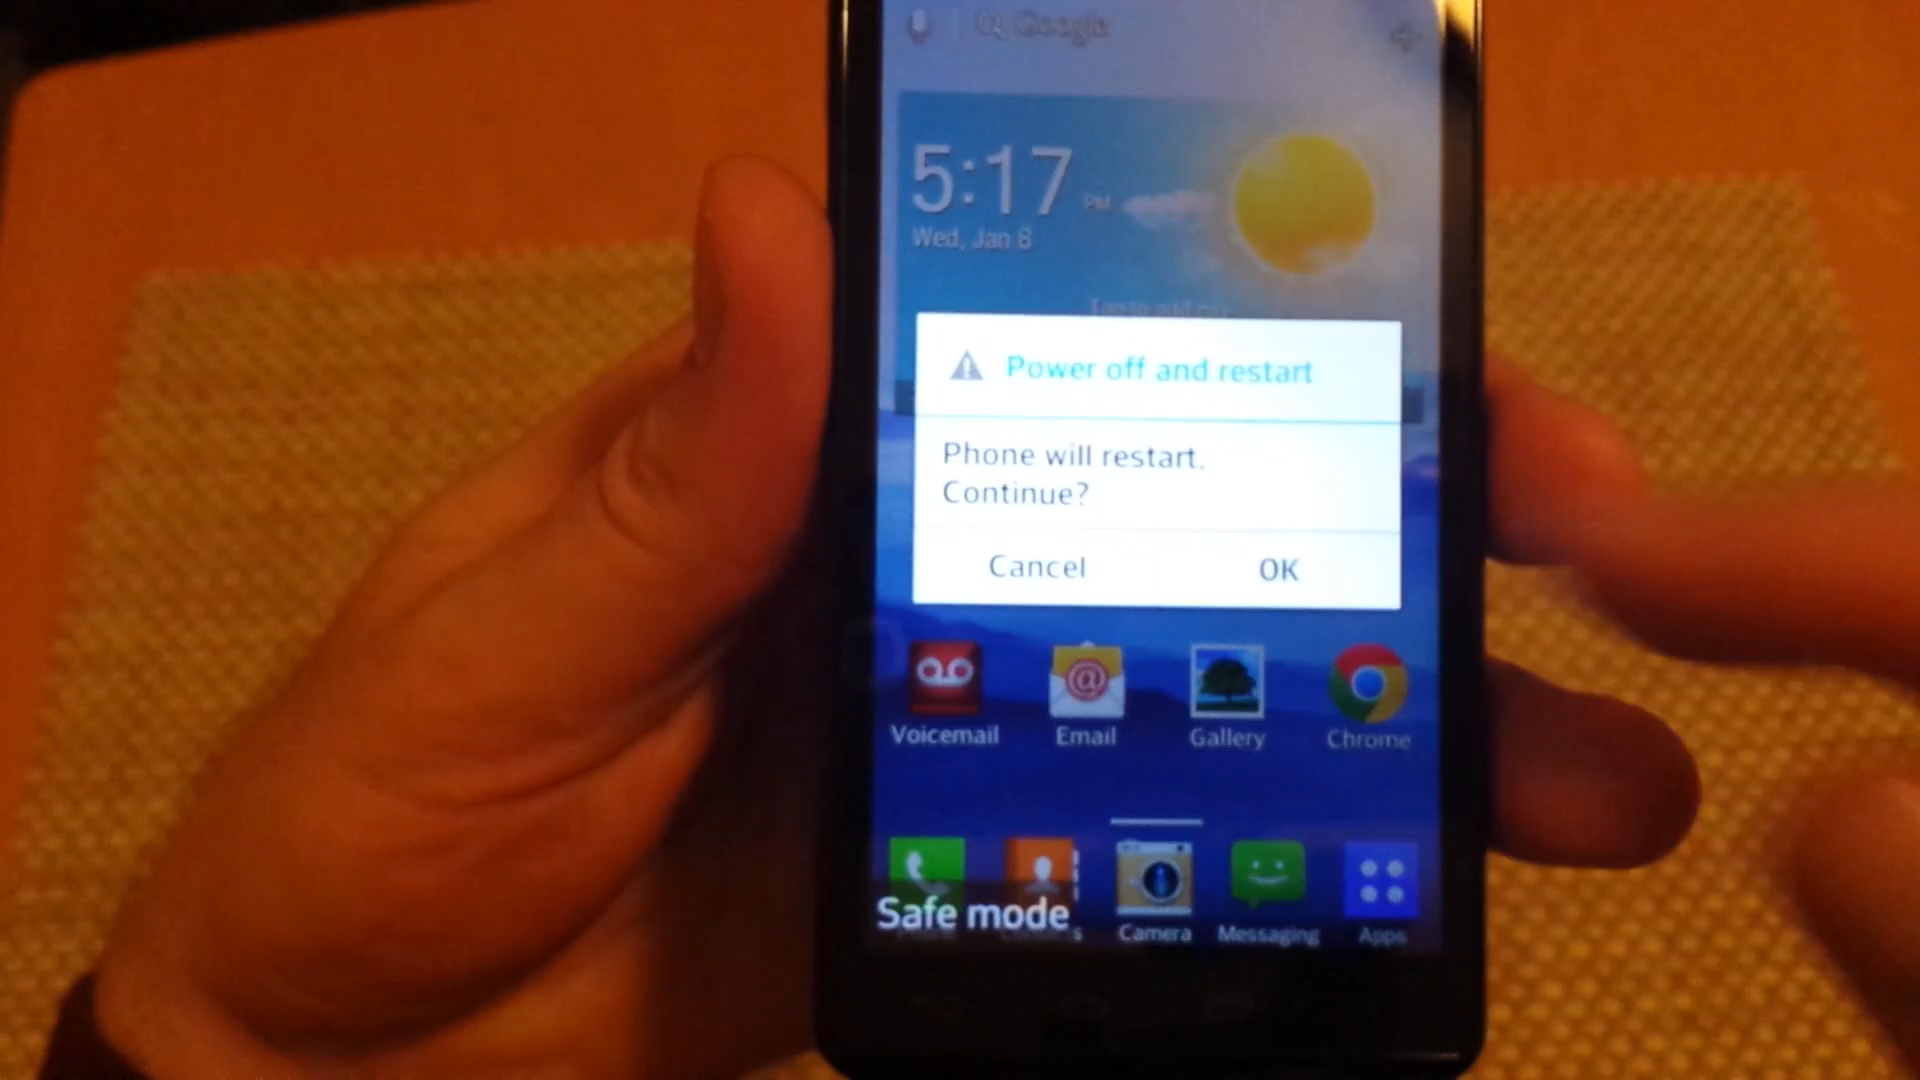 Google
5:17 PM
Wed, Jan 6
Power off and restart
Phone will restart.
Continue?
Cancel
OK
Voicemail
Email
Gallery
Chrome
Safe mode
Camera
Messaging
Apps